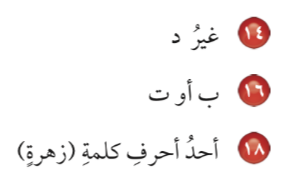 ١٤ غيرُ د
١٦ ب أو ت
١٨ أحدُ أحرفِ كلمةِ (زهرةٍ)